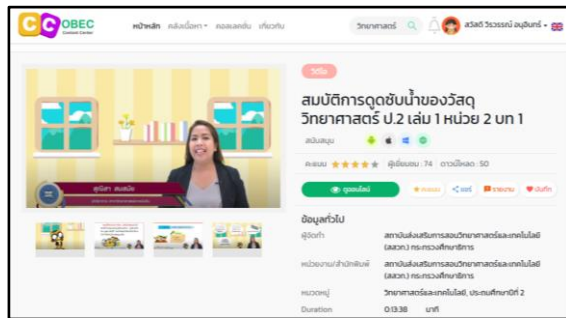 CC OBEC
Content Center
หน้าหลัก คลังเนื้อหา คอลเลคชัน เกี่ยวกับ
วิทยาศาสตร์
สวัสดี วีรวรรณ์ อนุอินทร์
วิดีโอ
สมบัติการดูดซับน้ำของวัสดุ
วิทยาศาสตร์ ป.2 เล่ม 1 หน่วย 2 บท 1
สนับสนุน
คะแนน ผู้เยี่ยมชม : 74 ดาวน์โหลด : 50
ดูออนไลน์ คะแนน แชร์ รายงาน บันทึก
ข้อมูลทั่วไป
ผู้จัดทำ สถาบันส่งเสริมการสอนวิทยาศาสตร์และเทคโนโลยี
(สสวท.) กระทรวงศึกษาธิการ
หน่วยงาน/สำนักพิมพ์ สถาบันส่งเสริมการสอนวิทยาศาสตร์และเทคโนโลยี
(สสวท.) กระทรวงศึกษาธิการ
หมวดหมู่ วิทยาศาสตร์และเทคโนโลยี, ประถมศึกษาปีที่ 2
Duration 0:13:38 นาที